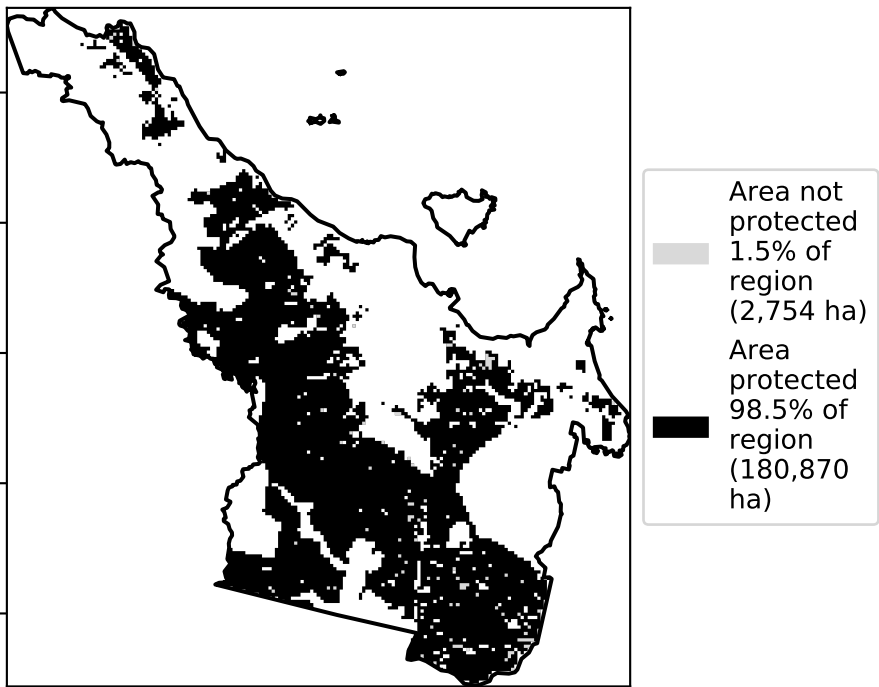 Area not
protected
1.5% of
region
(2,754 ha)
Area
protected
98.5% of
region
(180,870
ha)